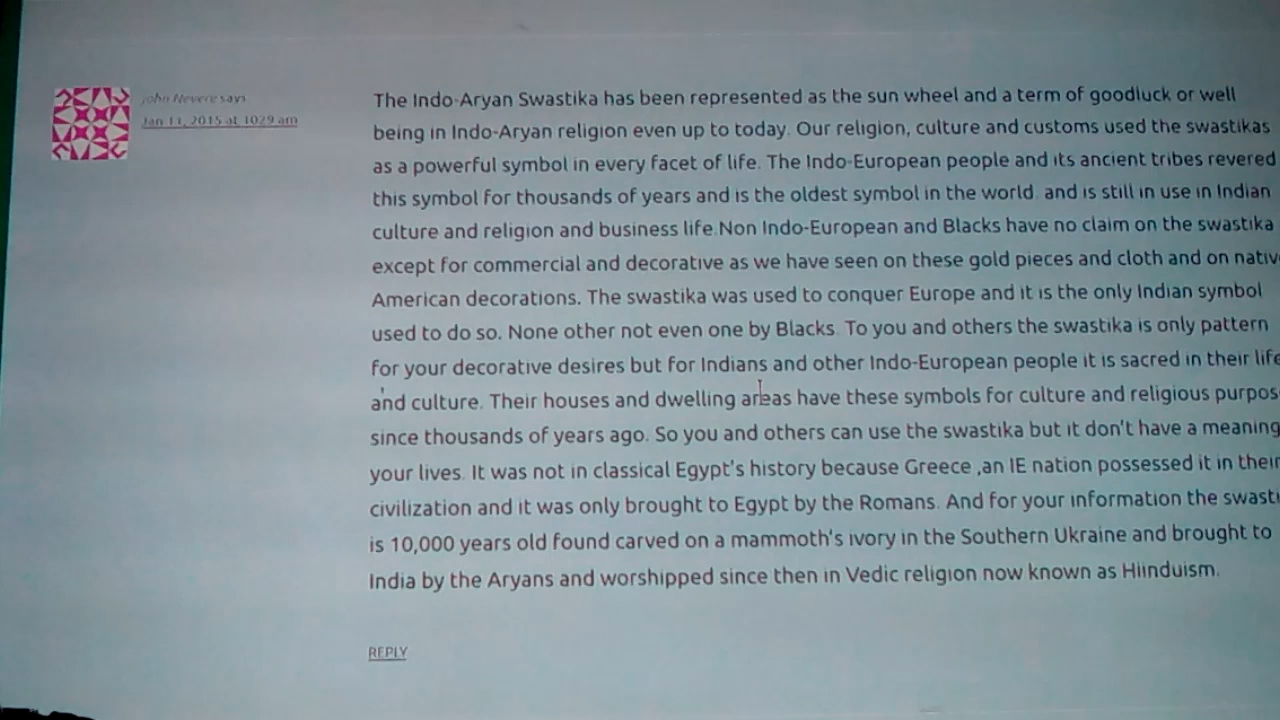 john Nevere says
Jan 11, 2015 at 1029 am
The Indo-Aryan Swastika has been represented as the sun wheel and a term of goodluck or well
being in Indo-Aryan religion even up to today. Our religion, culture and customs used the swastikas
as a powerful symbol in every facet of life. The Indo-European people and its ancient tribes revered
this symbol for thousands of years and is the oldest symbol in the world and is still in use in Indian
culture and religion and business life.Non Indo-European and Blacks have no claim on the swastika
except for commercial and decorative as we have seen on these gold pieces and cloth and on nativ
American decorations. The swastika was used to conquer Europe and it is the only Indian symbol
used to do so. None other not even one by Blacks. To you and others the swastika is only pattern
for your decorative desires but for Indians and other Indo-European people it is sacred in their life
and culture. Their houses and dwelling areas have these symbols for culture and religious purpos
since thousands of years ago. So you and others can use the swastika but it don't have a meaning
your lives. It was not in classical Egypt's history because Greece ,an IE nation possessed it in their
civilization and it was only brought to Egypt by the Romans. And for your information the swasti
is 10,000 years old found carved on a mammoth's ivory in the Southern Ukraine and brought to
India by the Aryans and worshipped since then in Vedic religion now known as Hiinduism.
REPLY